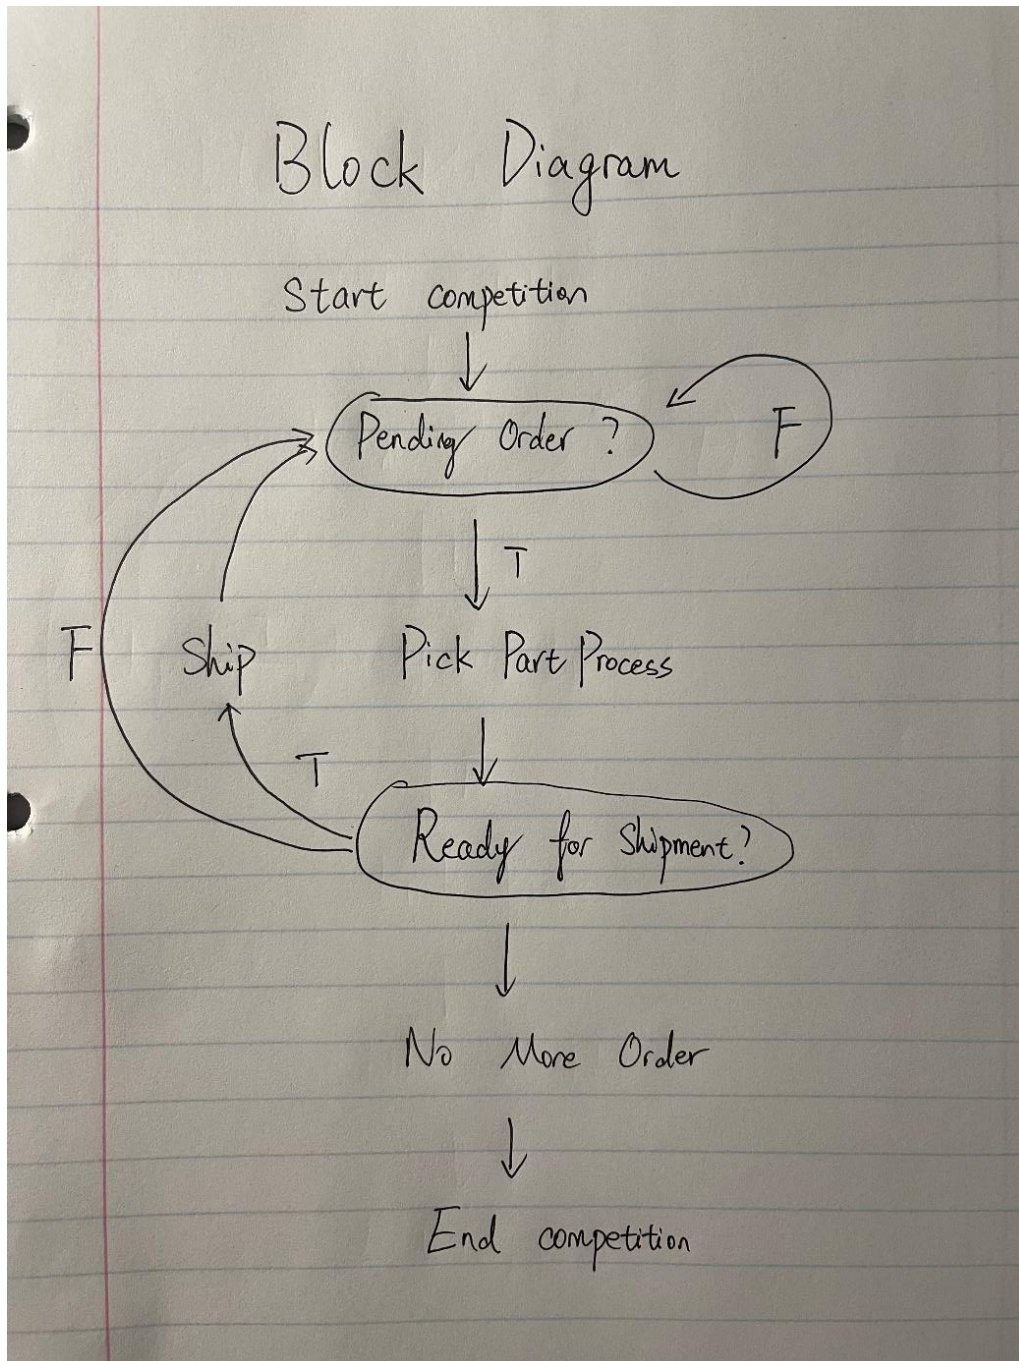 Block Diagram
Start competition
Pending Order ?
F
T
F
Ship
Pick Part Process
T
Ready for Shipment?
No More Order
End competition